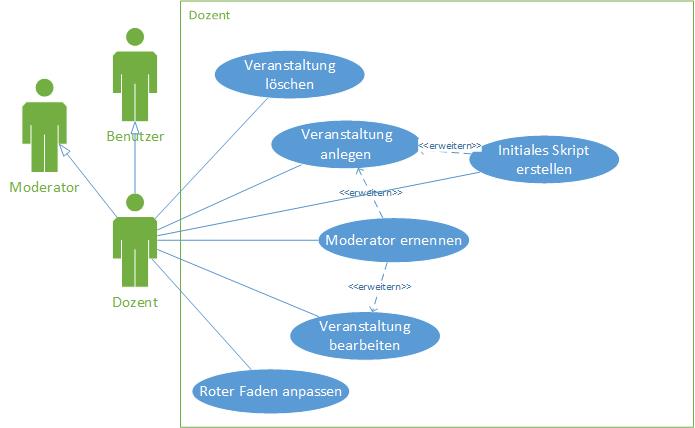 Dozent
Veranstaltung
löschen
Benutzer
Veranstaltung
anlegen
<<erweitern>>
Initiales Skript
erstellen
Moderator
<<erweitern>>
Moderator ernennen
Dozent
<<erweitern>>
Veranstaltung
bearbeiten
Roter Faden anpassen